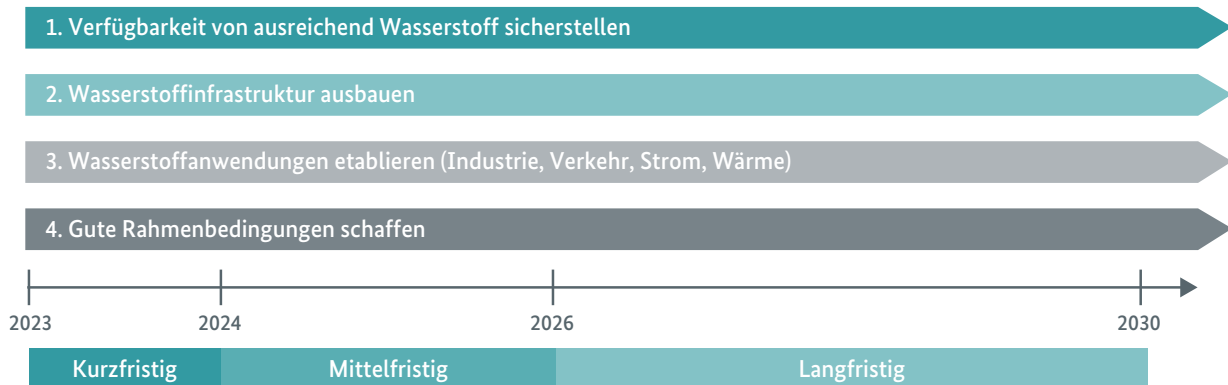 1. Verfügbarkeit von ausreichend Wasserstoff sicherstellen
2. Wasserstoffinfrastruktur ausbauen
3. Wasserstoffanwendungen etablieren (Industrie, Verkehr, Strom, Wärme)
4. Gute Rahmenbedingungen schaffen
2023 2024 2026 2030
Kurzfristig Mittelfristig Langfristig